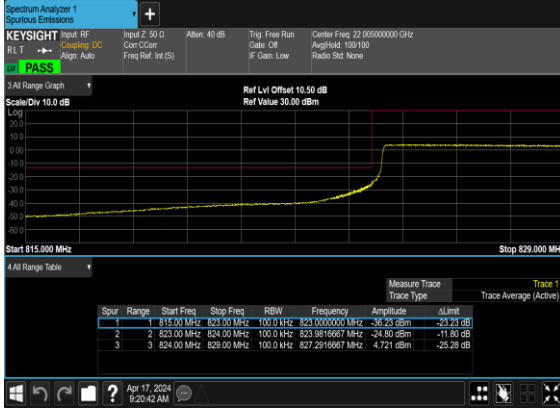 Spectrum Analyzer 1
Spurious Emissions
+
KEYSIGHT Input: RF Input Z: 50 Ω Atten: 40 dB Trig: Free Run Center Freq: 22.005000000 GHz
RLT Coupling: DC Corr CCorr Gate: Off Avg|Hold: 100/100
Align: Auto Freq Ref: Int (S) IF Gain: Low Radio Std: None
PASS
3 All Range Graph
Ref Lvl Offset 10.50 dB
Scale/Div 10.0 dB Ref Value 30.00 dBm
Log
20.0
10.0
0.00
-10.0
-20.0
-30.0
-40.0
-50.0
-60.0
Start 815.000 MHz Stop 829.000 MH
4 All Range Table
Measure Trace Trace 1
Trace Type Trace Average (Active)
Spur Range Start Freq Stop Freq RBW Frequency Amplitude ΔLimit
1 1 815.00 MHz 823.00 MHz 100.0 kHz 823.0000000 MHz -36.23 dBm -23.23 dB
2 2 823.00 MHz 824.00 MHz 100.0 kHz 823.9816667 MHz -24.80 dBm -11.80 dB
3 3 824.00 MHz 829.00 MHz 100.0 kHz 827.2916667 MHz 4.721 dBm -25.28 dB
?
Apr 17, 2024
9:20:42 AM